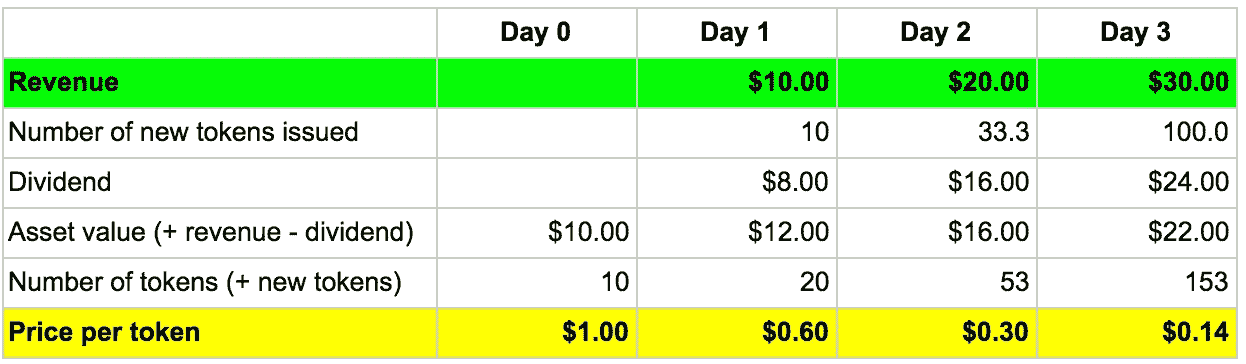 Day 0 Day 1 Day 2 Day 3
Revenue $10.00 $20.00 $30.00
Number of new tokens issued 10 33.3 100.0
Dividend $8.00 $16.00 $24.00
Asset value (+ revenue - dividend) $10.00 $12.00 $16.00 $22.00
Number of tokens (+ new tokens) 10 20 53 153
Price per token $1.00 $0.60 $0.30 $0.14